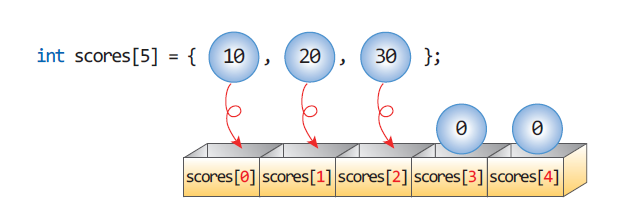 int scores[5] = { 10 , 20 , 30 };
0 0
scores[0] scores[1] scores[2] scores[3] scores[4]